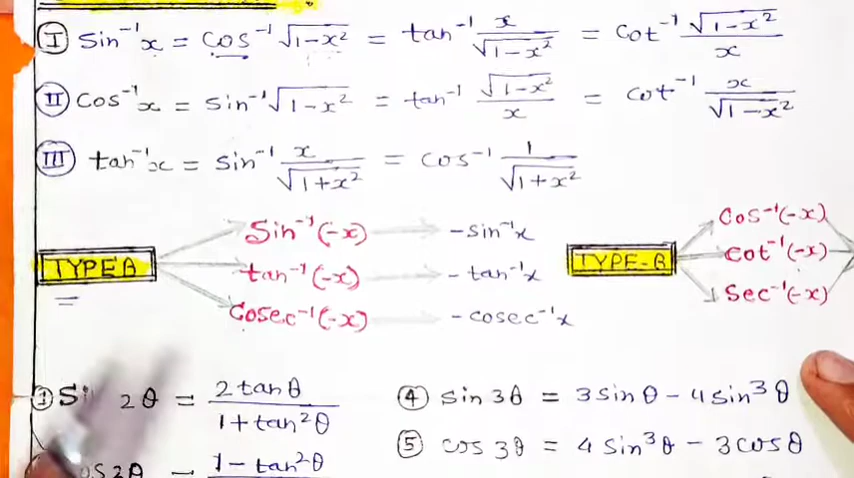 I sin⁻¹x = cos⁻¹ √(1-x²) = tan⁻¹ x/√(1-x²) = cot⁻¹ √(1-x²)/x
II cos⁻¹x = sin⁻¹ √(1-x²) = tan⁻¹ √(1-x²)/x = cot⁻¹ x/√(1-x²)
III tan⁻¹x = sin⁻¹ x/√(1+x²) = cos⁻¹ 1/√(1+x²)
TYPE A
Sin⁻¹(-x) → -sin⁻¹x
tan⁻¹(-x) → -tan⁻¹x
Cosec⁻¹(-x) → -cosec⁻¹x
TYPE-B
Cos⁻¹(-x)
Cot⁻¹(-x)
Sec⁻¹(-x)
① 2θ = 2tanθ/(1+tan²θ)
2θ = 1-tan²θ
④ sin 3θ = 3sinθ - 4sin³θ
⑤ cos 3θ = 4 sin³θ - 3cosθ